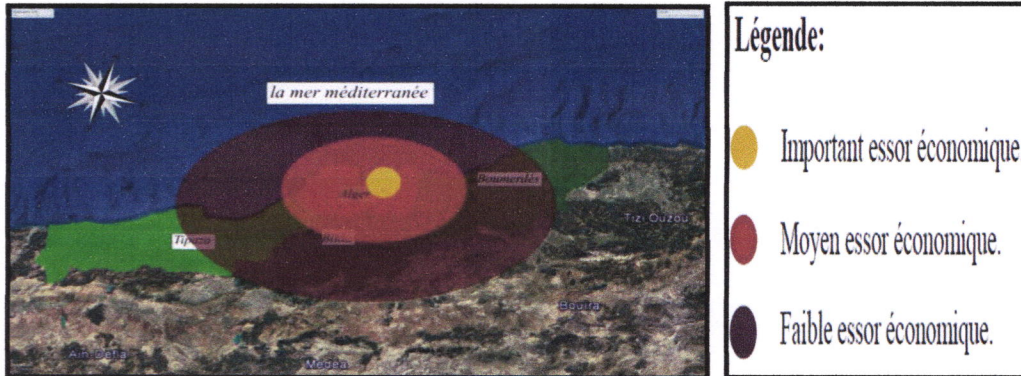 la mer méditerranée
Alger
Boumerdès
Tizi Ouzou
Tipaza
Blida
Bouira
Ain Defla
Médéa
Légende:
Important essor économique
Moyen essor économique.
Faible essor économique.